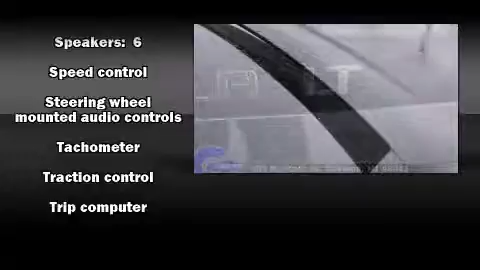 Speakers: 6
Speed control
Steering wheel
mounted audio controls
Tachometer
Traction control
Trip computer